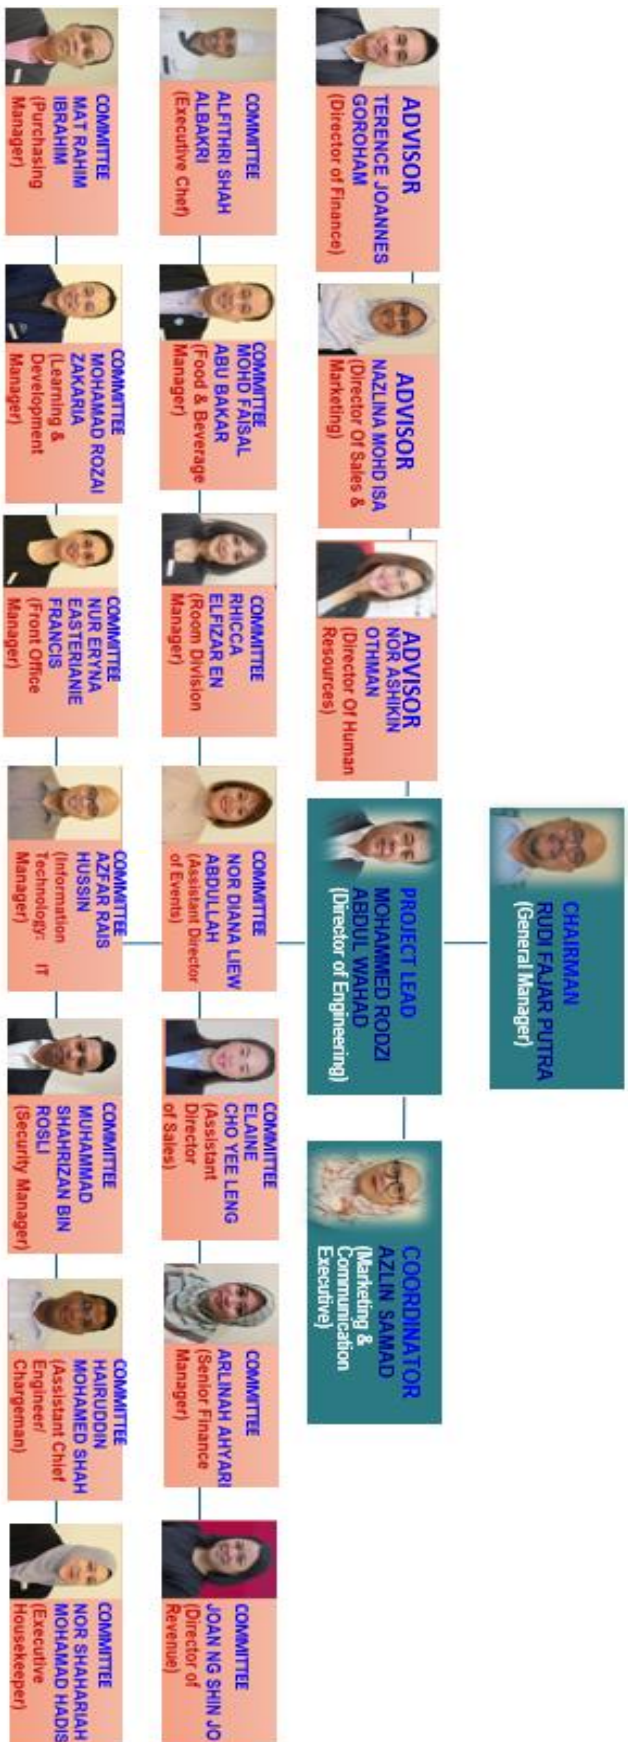 CHAIRMAN
RUDI FAJAR PUTRA
(General Manager)
ADVISOR
TERENCE JOANNES
GOROHAM
(Director of Finance)
ADVISOR
NAZLINA MOHD ISA
(Director Of Sales &
Marketing)
ADVISOR
NOR ASHIKIN
OTHMAN
(Director Of Human
Resources)
PROJECT LEAD
MOHAMMED RODZI
ABDUL WAHAD
(Director of Engineering)
COORDINATOR
AZLIN SAMAD
(Marketing &
Communication
Executive)
COMMITTEE
ALFITHRI SHAH
ALBAKRI
(Executive Chef)
COMMITTEE
MOHD FAISAL
ABU BAKAR
(Food & Beverage
Manager)
COMMITTEE
RHICCA
ELFIZAR EN
(Room Division
Manager)
COMMITTEE
NOR DIANA LIEW
ABDULLAH
(Assistant Director
of Events)
COMMITTEE
ELAINE
CHO YEE LENG
(Assistant
Director
of Sales)
COMMITTEE
ARLINAH AHYARI
(Senior Finance
Manager)
COMMITTEE
JOAN NG SHIN JO
(Director of
Revenue)
COMMITTEE
MAT RAHIM
IBRAHIM
(Purchasing
Manager)
COMMITTEE
MOHAMAD ROZAI
ZAKARIA
(Learning &
Development
Manager)
COMMITTEE
NUR ERYNA
EASTERIANIE
FRANCIS
(Front Office
Manager)
COMMITTEE
AZFAR RAIS
HUSSIN
(Information
Technology: IT
Manager)
COMMITTEE
MUHAMMAD
SHAHRIZAN BIN
ROSLI
(Security Manager)
COMMITTEE
HAIRUDDIN
MOHAMED SHAH
(Assistant Chief
Engineer/
Chargeman)
COMMITTEE
NOR SHAHARIAH
MOHAMAD HADIS
(Executive
Housekeeper)